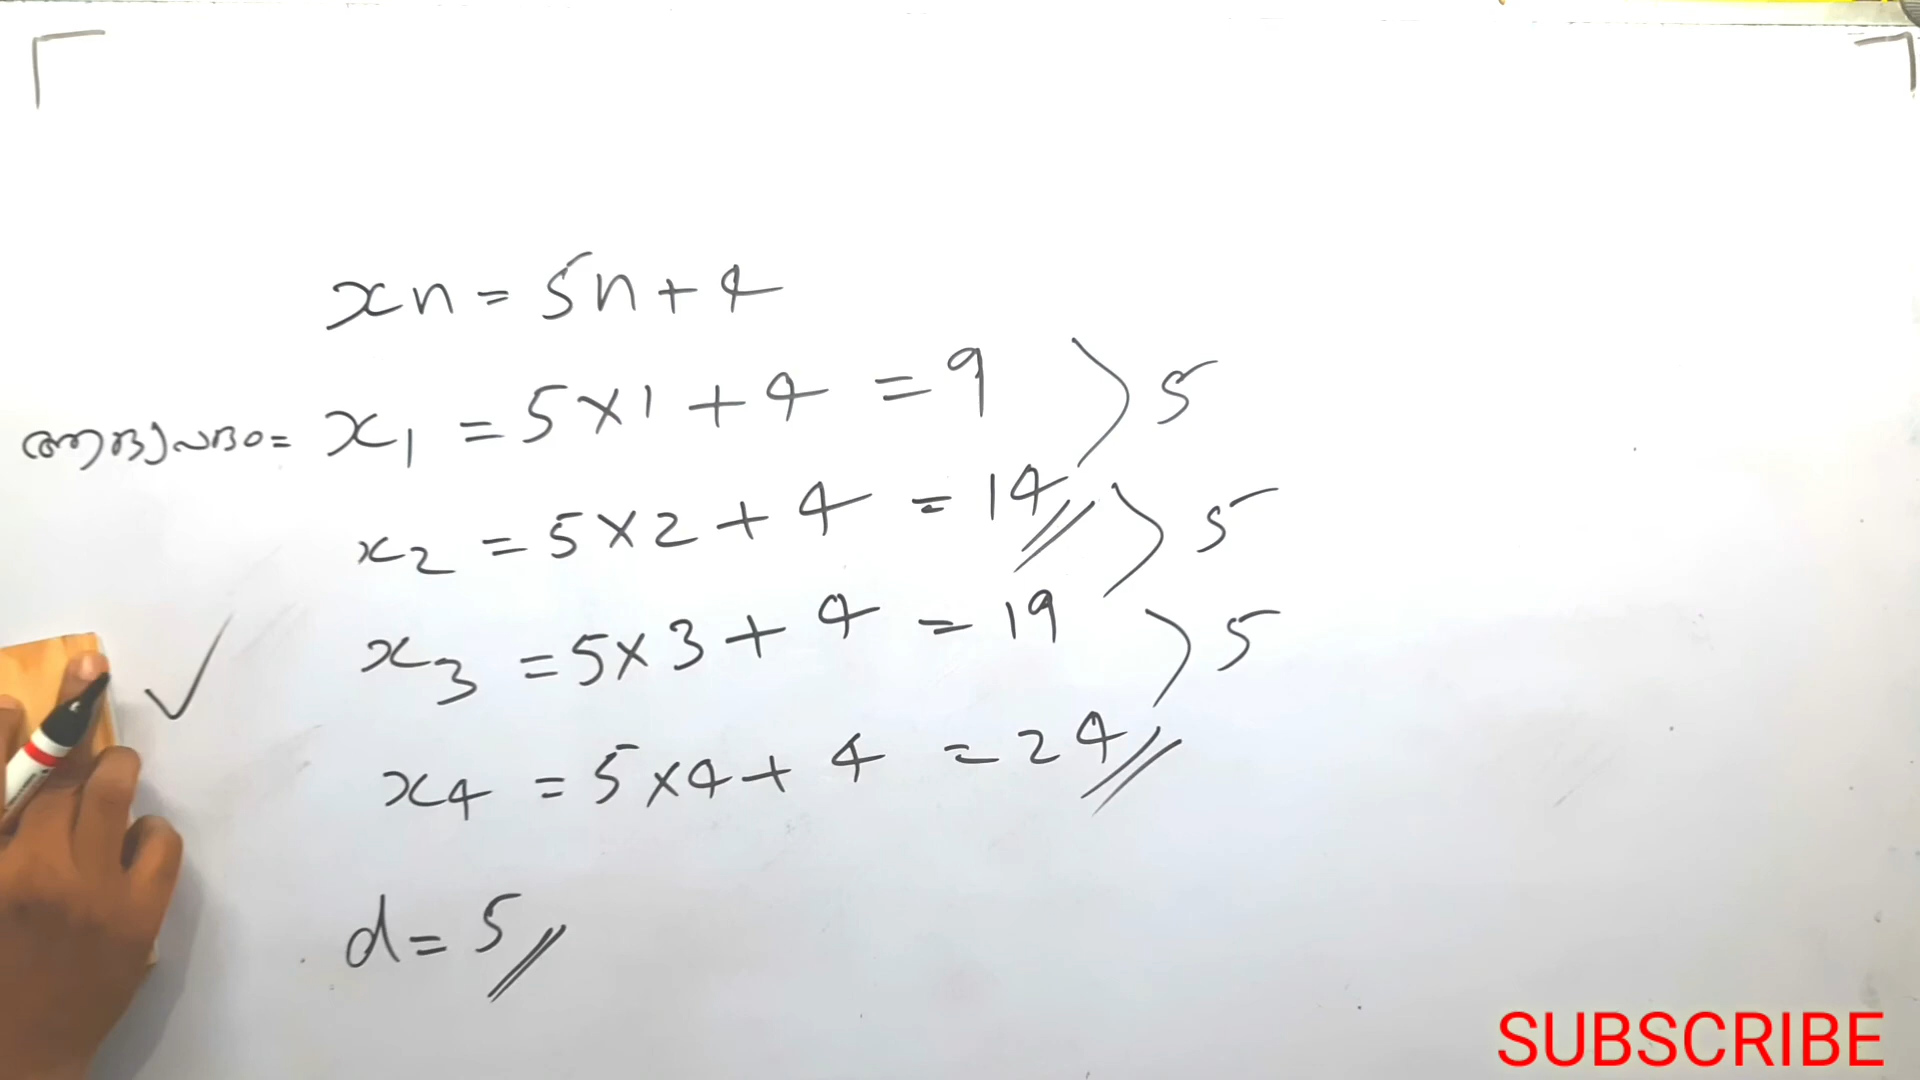 xn = 5n + 4
ആദ്യപദം = x1 = 5×1 + 4 = 9 5
x2 = 5×2 + 4 = 14 5
x3 = 5×3 + 4 = 19 5
x4 = 5×4 + 4 = 24
d = 5
SUBSCRIBE